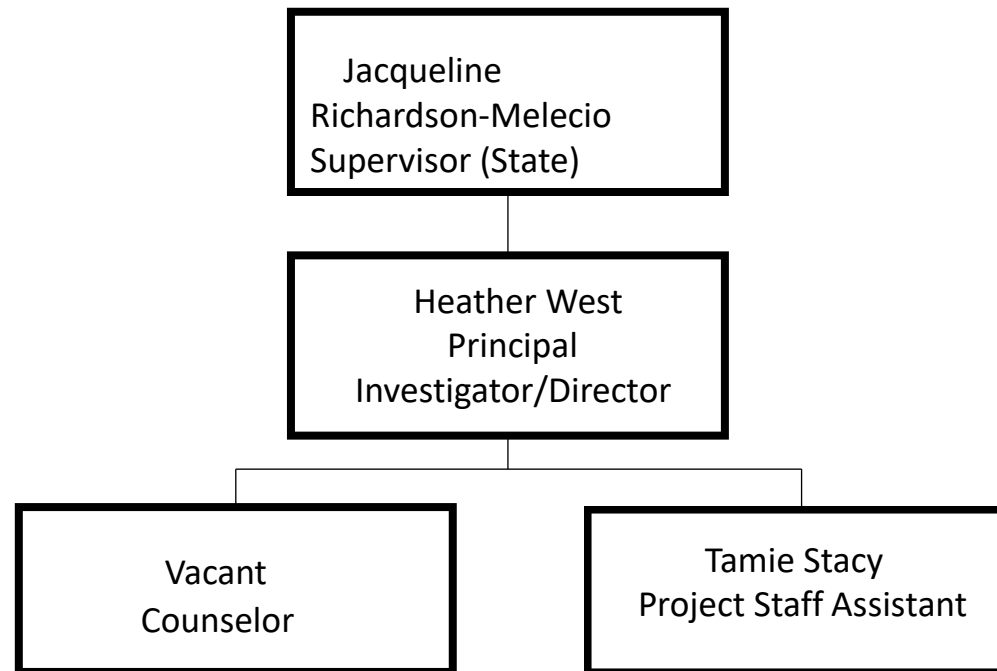 Jacqueline
Richardson-Melecio
Supervisor (State)
Heather West
Principal
Investigator/Director
Vacant
Counselor
Tamie Stacy
Project Staff Assistant